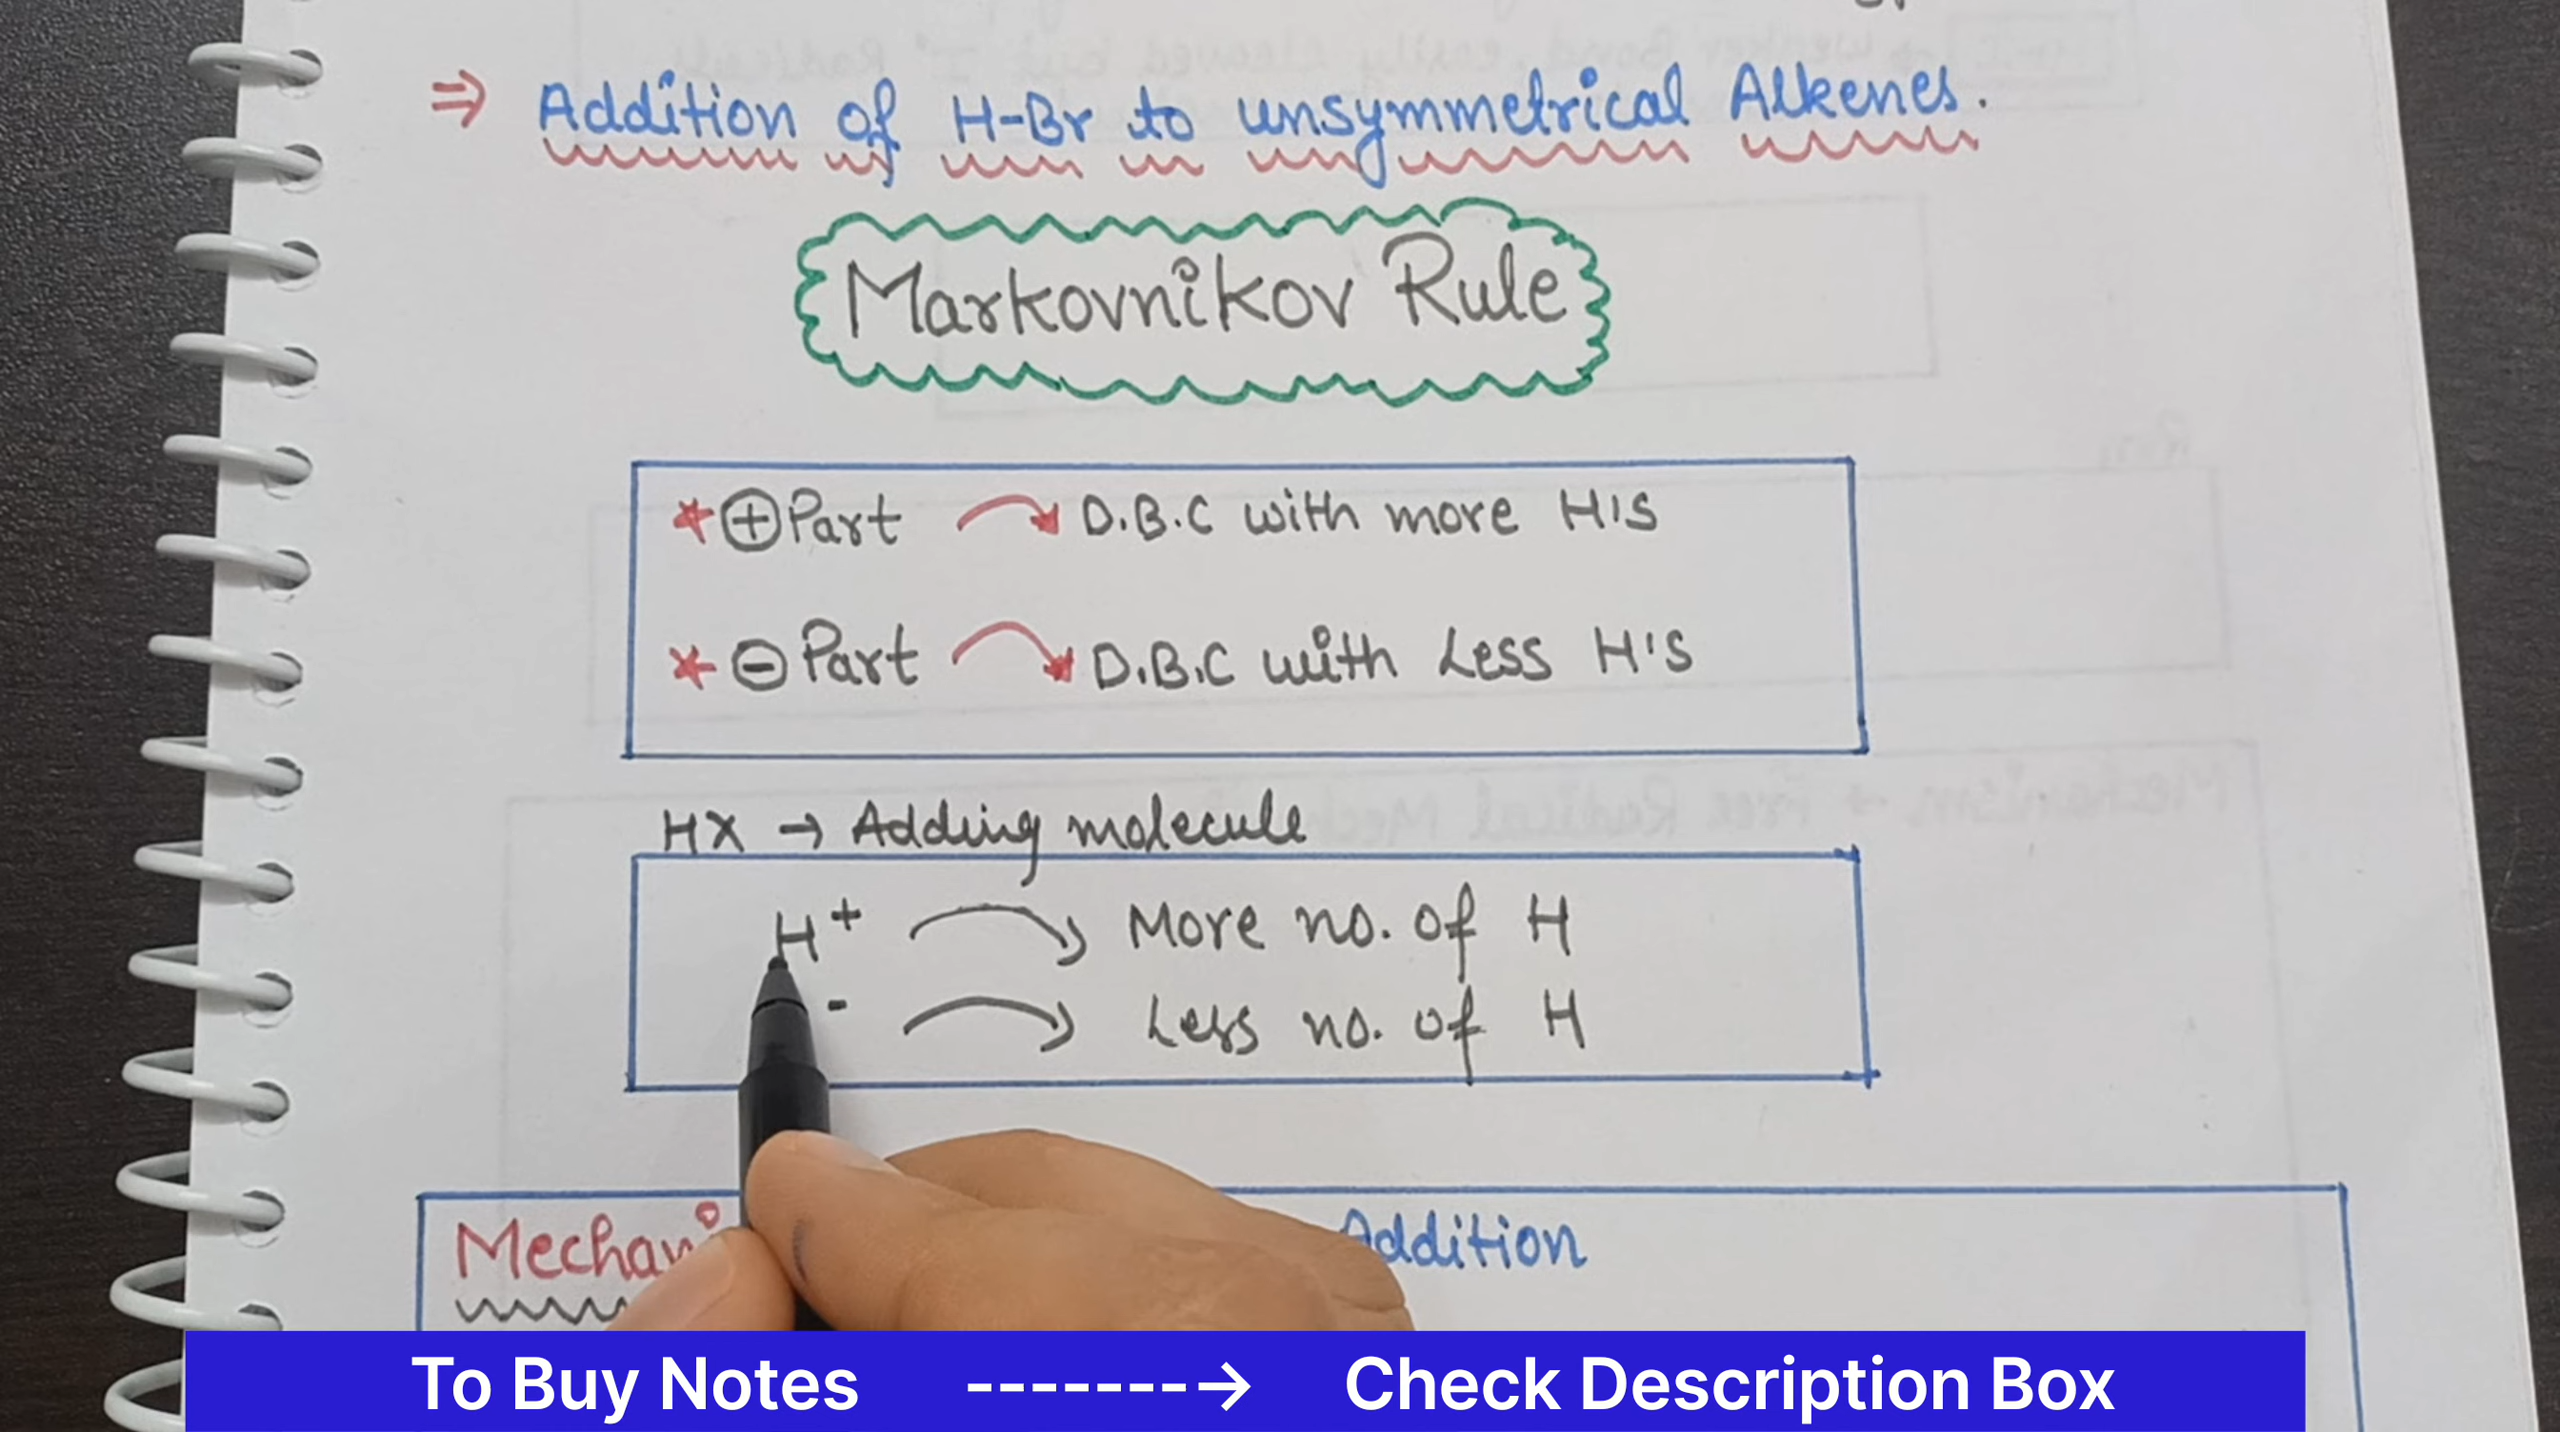 ⇒ Addition of H-Br to unsymmetrical Alkenes.
Markovnikov Rule
* ⊕ Part → D.B.C with more H's
* ⊖ Part → D.B.C with Less H's
HX → Adding molecule
H⁺ → More no. of H
⁻ → Less no. of H
Addition
To Buy Notes -------→ Check Description Box